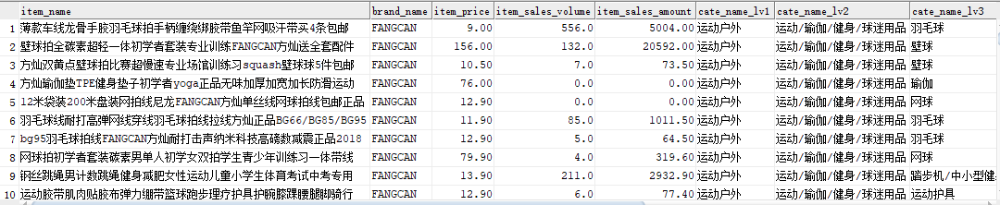 item_name brand_name item_price item_sales_volume item_sales_amount cate_name_lv1 cate_name_lv2 cate_name_lv3
1 薄款车线龙骨手胶羽毛球拍手柄缠绕绑胶带鱼竿网吸汗带买4条包邮 FANGCAN 9.00 556.0 5004.00 运动户外 运动/瑜伽/健身/球迷用品 羽毛球
2 壁球拍全碳素超轻一体初学者套装专业训练FANGCAN方灿送全套配件 FANGCAN 156.00 132.0 20592.00 运动户外 运动/瑜伽/健身/球迷用品 壁球
3 方灿双黄点壁球拍比赛超慢速专业场馆训练习squash壁球球5件包邮 FANGCAN 10.50 7.0 73.50 运动户外 运动/瑜伽/健身/球迷用品 壁球
4 方灿瑜伽垫TPE健身垫子初学者yoga正品无味加厚加宽加长防滑运动 FANGCAN 76.00 0.0 0.00 运动户外 运动/瑜伽/健身/球迷用品 瑜伽
5 12米袋装200米盘装网拍线尼龙FANGCAN方灿单丝线网球拍线包邮正品 FANGCAN 12.90 0.0 0.00 运动户外 运动/瑜伽/健身/球迷用品 网球
6 羽毛球线耐打高弹网线穿线羽毛球拍线拉线方灿正品BG66/BG85/BG95 FANGCAN 11.90 85.0 1011.50 运动户外 运动/瑜伽/健身/球迷用品 羽毛球
7 bg95羽毛球拍线FANGCAN方灿耐打击声纳米科技高磅数减震正品2018 FANGCAN 12.90 5.0 64.50 运动户外 运动/瑜伽/健身/球迷用品 羽毛球
8 网球拍初学者套装碳素男单人初学女双拍学生青少年训练习一体带线 FANGCAN 79.90 4.0 319.60 运动户外 运动/瑜伽/健身/球迷用品 网球
9 钢丝跳绳男计数跳绳健身减肥女性运动儿童小学生体育考试中考专用 FANGCAN 13.90 211.0 2932.90 运动户外 运动/瑜伽/健身/球迷用品 踏步机/中小型健
10 运动胶带肌肉贴胶布弹力绷带篮球跑步理疗护具护腕膝踝腰腿脚骑行 FANGCAN 12.90 6.0 77.40 运动户外 运动/瑜伽/健身/球迷用品 运动护具